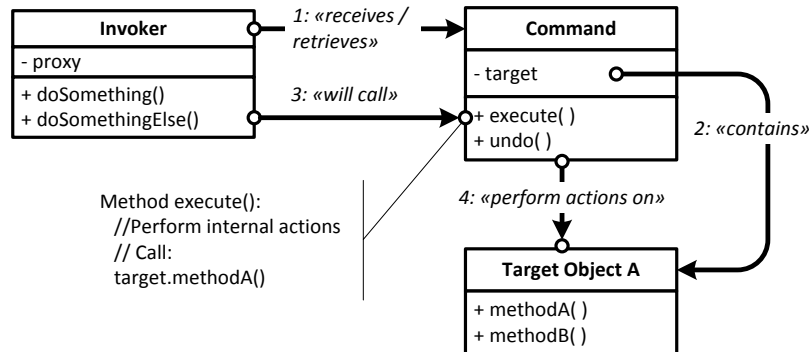 Invoker
- proxy
+ doSomething()
+ doSomethingElse()
1: «receives /
retrieves»
3: «will call»
Command
- target
+ execute( )
+ undo( )
2: «contains»
4: «perform actions on»
Method execute():
//Perform internal actions
// Call:
target.methodA()
Target Object A
+ methodA( )
+ methodB( )